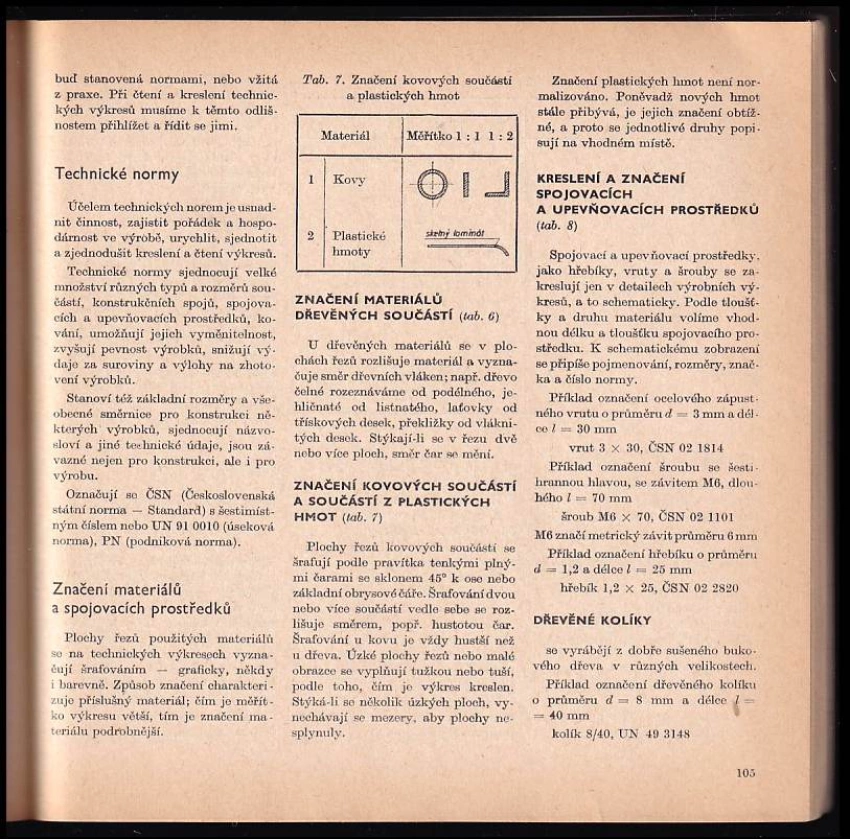 buď stanovená normami, nebo vžitá
z praxe. Při čtení a kreslení technic-
kých výkresů musíme k těmto odliš-
nostem přihlížet a řídit se jimi.
Technické normy
Účelem technických norem je usnad-
nit činnost, zajistit pořádek a hospo-
dárnost ve výrobě, urychlit, sjednotit
a zjednodušit kreslení a čtení výkresů.
Technické normy sjednocují velké
množství různých typů a rozměrů sou-
částí, konstrukčních spojů, spojova-
cích a upevňovacích prostředků, ko-
vání, umožňují jejich vyměnitelnost,
zvyšují pevnost výrobků, snižují vý-
daje za suroviny a výlohy na zhoto-
vení výrobků.
Stanoví též základní rozměry a vše-
obecné směrnice pro konstrukci ně-
kterých výrobků, sjednocují názvo-
sloví a jiné technické údaje, jsou zá-
vazné nejen pro konstrukci, ale i pro
výrobu.
Označují se ČSN (Československá
státní norma — Standard) s šestimíst-
ným číslem nebo UN 91 0010 (úseková
norma), PN (podniková norma).
Značení materiálů
a spojovacích prostředků
Plochy řezů použitých materiálů
se na technických výkresech vyzna-
čují šrafováním — graficky, někdy
i barevně. Způsob značení charakteri-
zuje příslušný materiál; čím je měřít-
ko výkresu větší, tím je značení ma-
teriálu podrobnější.
Tab. 7. Značení kovových součástí
a plastických hmot
Materiál Měřítko 1 : 1 1 : 2
1 Kovy
2 Plastické
hmoty
skelný laminát
ZNAČENÍ MATERIÁLŮ
DŘEVĚNÝCH SOUČÁSTÍ (tab. 6)
U dřevěných materiálů se v plo-
chách řezů rozlišuje materiál a vyzna-
čuje směr dřevních vláken; např. dřevo
čelné rozeznáváme od podélného, je-
hličnaté od listnatého, laťovky od
třískových desek, překližky od vlákni-
tých desek. Stýkají-li se v řezu dvě
nebo více ploch, směr čar se mění.
ZNAČENÍ KOVOVÝCH SOUČÁSTÍ
A SOUČÁSTÍ Z PLASTICKÝCH
HMOT (tab. 7)
Plochy řezů kovových součástí se
šrafují podle pravítka tenkými plný-
mi čarami se sklonem 45° k ose nebo
základní obrysové čáře. Šrafování dvou
nebo více součástí vedle sebe se roz-
lišuje směrem, popř. hustotou čar.
Šrafování u kovu je vždy hustší než
u dřeva. Úzké plochy řezů nebo malé
obrazce se vyplňují tužkou nebo tuší,
podle toho, čím je výkres kreslen.
Stýká-li se několik úzkých ploch, vy-
nechávají se mezery, aby plochy ne-
splynuly.
Značení plastických hmot není nor-
malizováno. Poněvadž nových hmot
stále přibývá, je jejich značení obtíž-
né, a proto se jednotlivé druhy popi-
sují na vhodném místě.
KRESLENÍ A ZNAČENÍ
SPOJOVACÍCH
A UPEVŇOVACÍCH PROSTŘEDKŮ
(tab. 8)
Spojovací a upevňovací prostředky,
jako hřebíky, vruty a šrouby se za-
kreslují jen v detailech výrobních vý-
kresů, a to schematicky. Podle tloušť-
ky a druhu materiálu volíme vhod-
nou délku a tloušťku spojovacího pro-
středku. K schematickému zobrazení
se připíše pojmenování, rozměry, znač-
ka a číslo normy.
Příklad označení ocelového zápust-
ného vrutu o průměru d = 3 mm a dél-
ce l = 30 mm
vrut 3 × 30, ČSN 02 1814
Příklad označení šroubu se šesti-
hrannou hlavou, se závitem M6, dlou-
hého l = 70 mm
šroub M6 × 70, ČSN 02 1101
M6 značí metrický závit průměru 6 mm
Příklad označení hřebíku o průměru
d = 1,2 a délce l = 25 mm
hřebík 1,2 × 25, ČSN 02 2820
DŘEVĚNÉ KOLÍKY
se vyrábějí z dobře sušeného buko-
vého dřeva v různých velikostech.
Příklad označení dřevěného kolíku
o průměru d = 8 mm a délce l =
= 40 mm
kolík 8/40, UN 49 3148
105